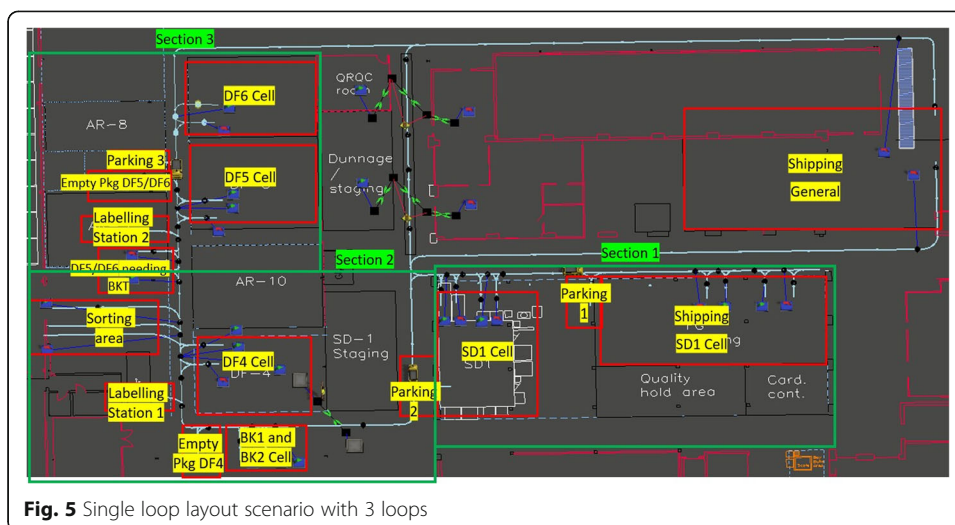 Section 3
QRQC
room
DF6 Cell
AR-8
Parking 3
Empty Pkg DF5/DF6
DF5 Cell
Dunnage
/
staging
Shipping
General
Labelling
Station 2
Section 2
Section 1
DF5/DF6 needing
BKT
AR-10
Sorting
area
Parking
1
Shipping
SD1 Cell
SD-1
Staging
SD1 Cell
DF4 Cell
DF-4
Quality
hold area
Card.
cont.
Labelling
Station 1
Parking
2
Empty
Pkg DF4
BK1 and
BK2 Cell
Fig. 5 Single loop layout scenario with 3 loops